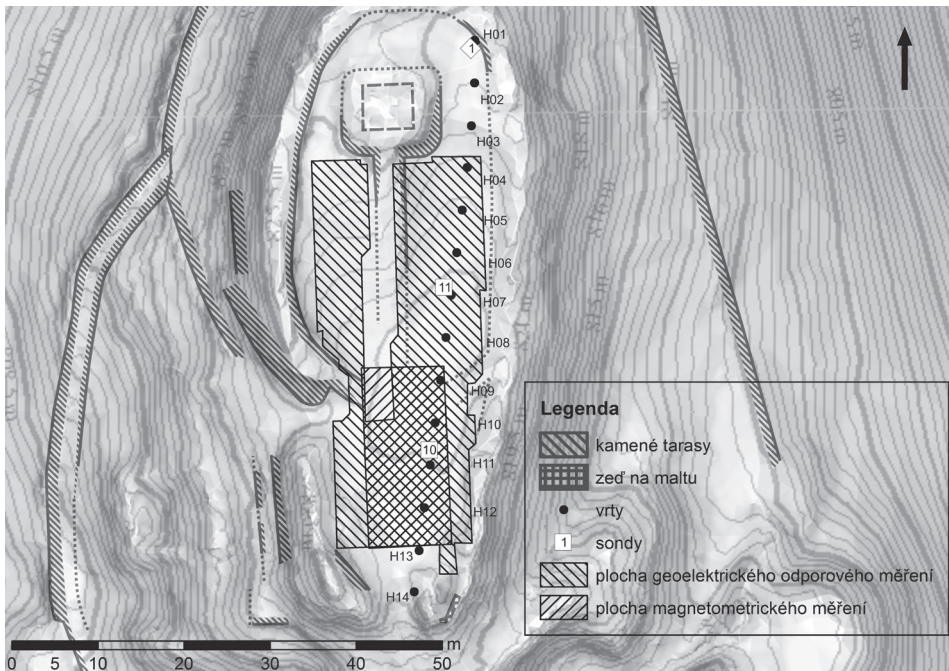 H01
1
H02
H03
H04
H05
H06
11
H07
H08
H09
H10
10
H11
H12
H13
H14
Legenda
kamené tarasy
zeď na maltu
vrty
1 sondy
plocha geoelektrického odporového měření
plocha magnetometrického měření
m
0 5 10 20 30 40 50